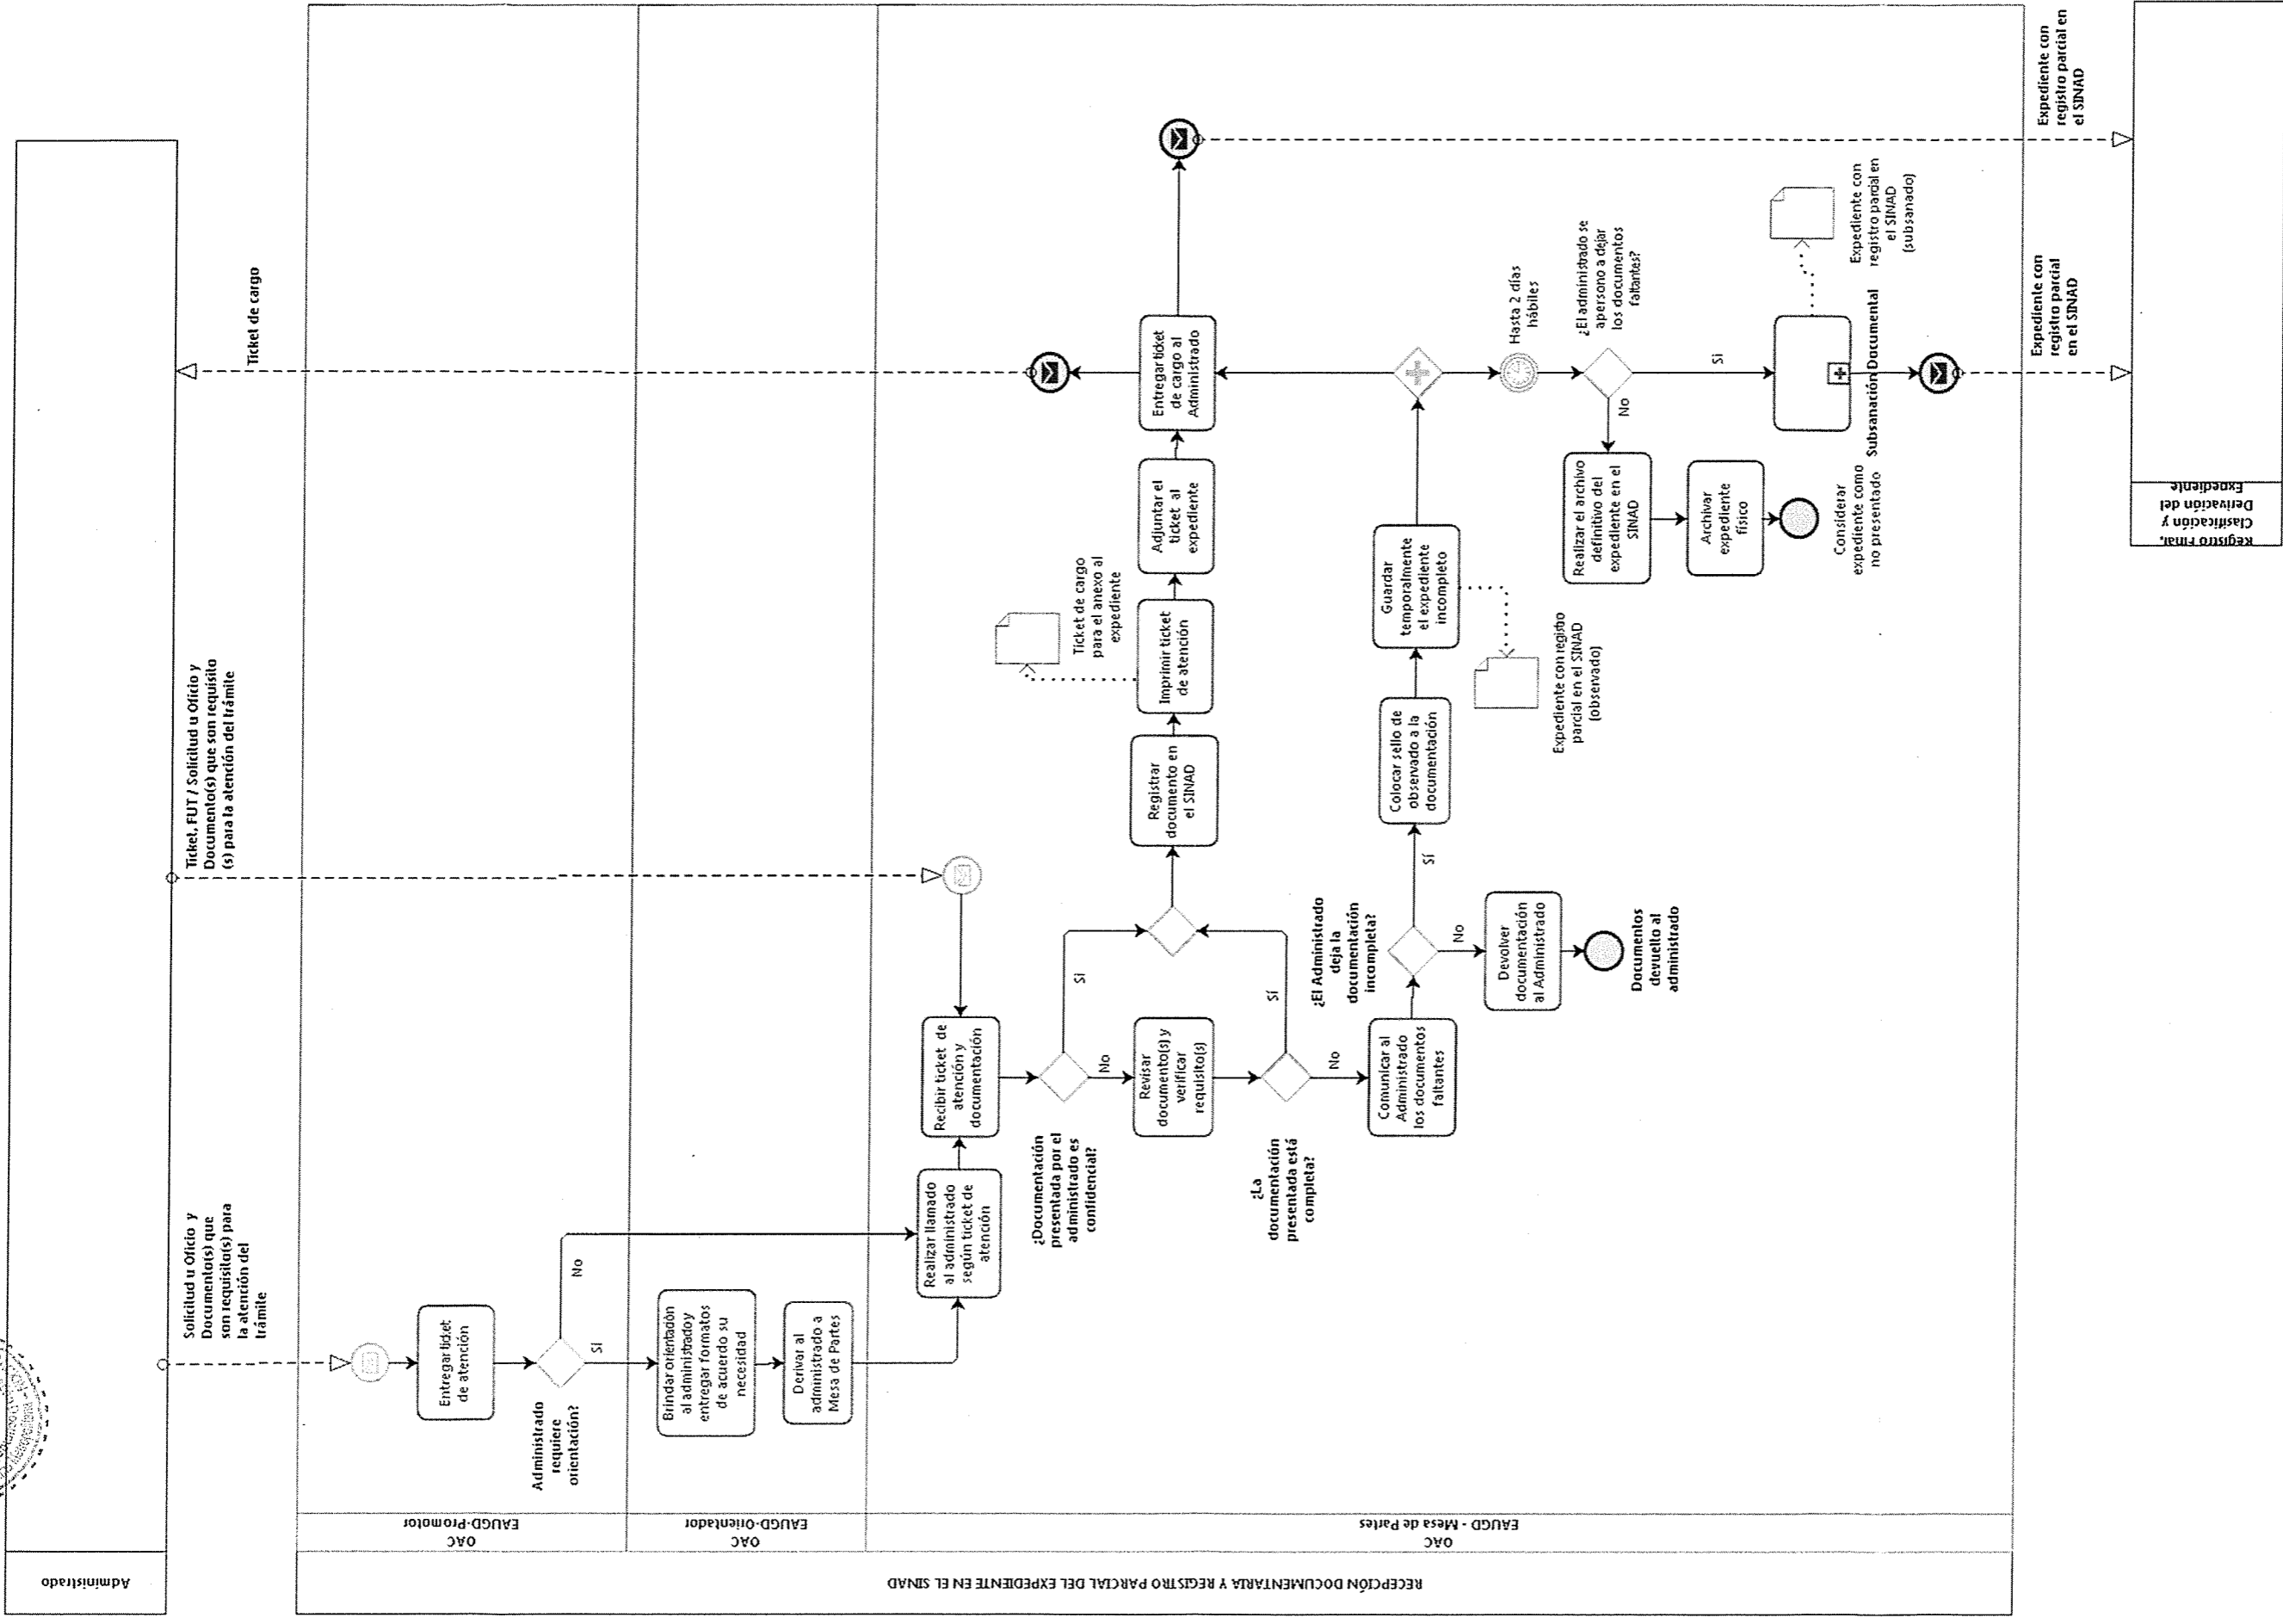 Administrado
Solicitud u Oficio y
Documento(s) que
son requisito(s) para
la atención del
trámite
Ticket, FUT / Solicitud u Oficio y
Documento(s) que son requisito
(s) para la atención del trámite
Ticket de cargo
RECEPCIÓN DOCUMENTARIA Y REGISTRO PARCIAL DEL EXPEDIENTE EN EL SINAD
OAC
EAUGD-Promotor
Entregar ticket
de atención
Administrado
requiere
orientación?
No
Sí
OAC
EAUGD-Orientador
Brindar orientación
al administrado y
entregar formatos
de acuerdo su
necesidad
Derivar al
administrado a
Mesa de Partes
OAC
EAUGD - Mesa de Partes
Realizar llamado
al administrado
según ticket de
atención
Recibir ticket de
atención y
documentación
¿Documentación
presentada por el
administrado es
confidencial?
Sí
No
Revisar
documento(s) y
verificar
requisito(s)
¿La
documentación
presentada está
completa?
Sí
No
Registrar
documento en
el SINAD
Imprimir ticket
de atención
Ticket de cargo
para el anexo al
expediente
Adjuntar el
ticket al
expediente
Entregar ticket
de cargo al
Administrado
Comunicar al
Administrado
los documentos
faltantes
¿El Administrado
deja la
documentación
incompleta?
Sí
No
Devolver
documentación
al Administrado
Documentos
devuelto al
administrado
Colocar sello de
observado a la
documentación
Guardar
temporalmente
el expediente
incompleto
Expediente con registro
parcial en el SINAD
(observado)
Hasta 2 días
hábiles
¿El administrado se
apersono a dejar
los documentos
faltantes?
No
Sí
Realizar el archivo
definitivo del
expediente en el
SINAD
Archivar
expediente
físico
Considerar
expediente como
no presentado
Subsanación Documental
Expediente con
registro parcial en
el SINAD
(subsanado)
Expediente con
registro parcial
en el SINAD
Expediente con
registro parcial en
el SINAD
Registro Final,
Clasificación y
Derivación del
Expediente